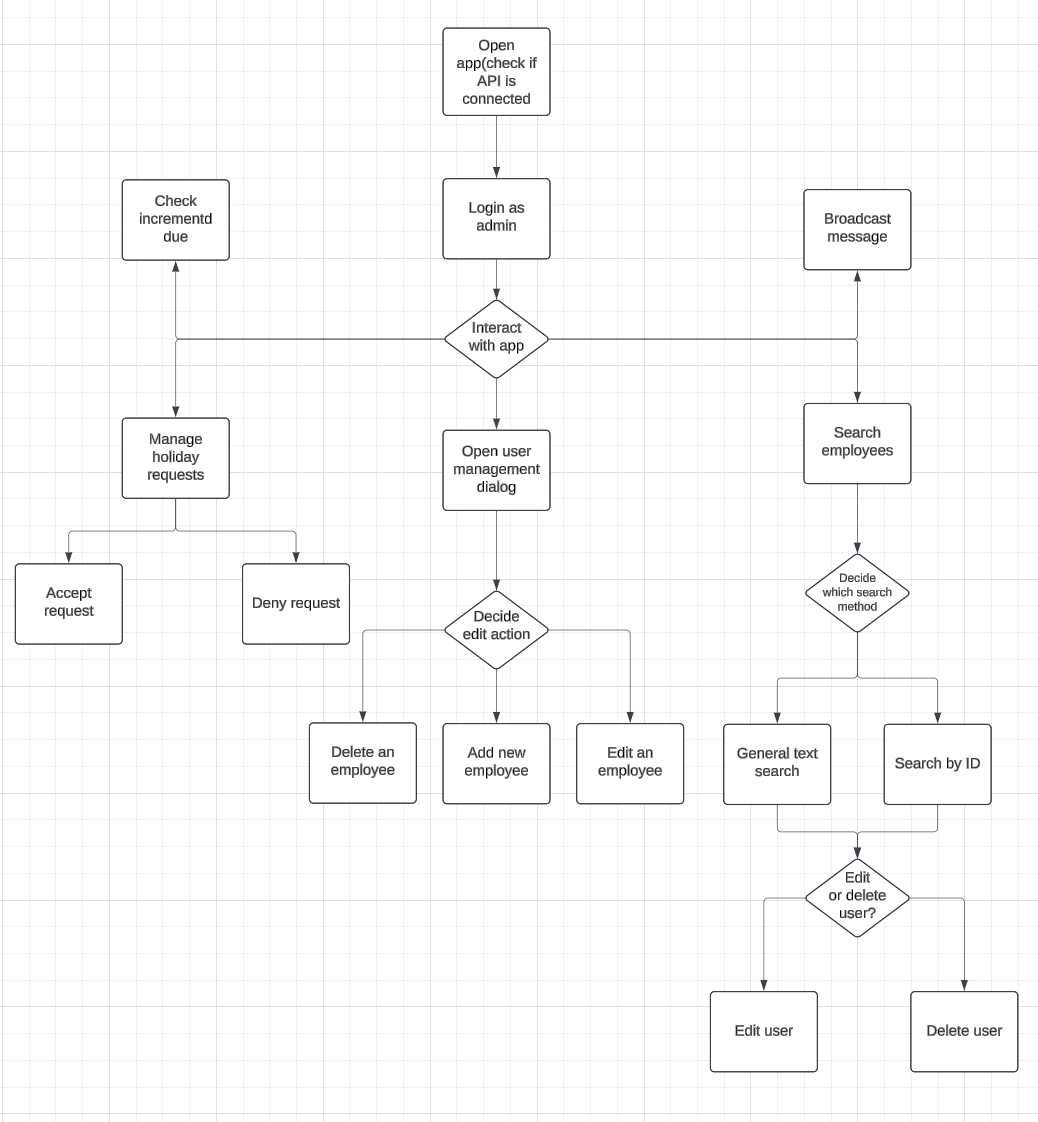 Open
app(check if
API is
connected
Check
incrementd
due
Login as
admin
Broadcast
message
Interact
with app
Manage
holiday
requests
Open user
management
dialog
Search
employees
Accept
request
Deny request
Decide
edit action
Decide
which search
method
Delete an
employee
Add new
employee
Edit an
employee
General text
search
Search by ID
Edit
or delete
user?
Edit user
Delete user